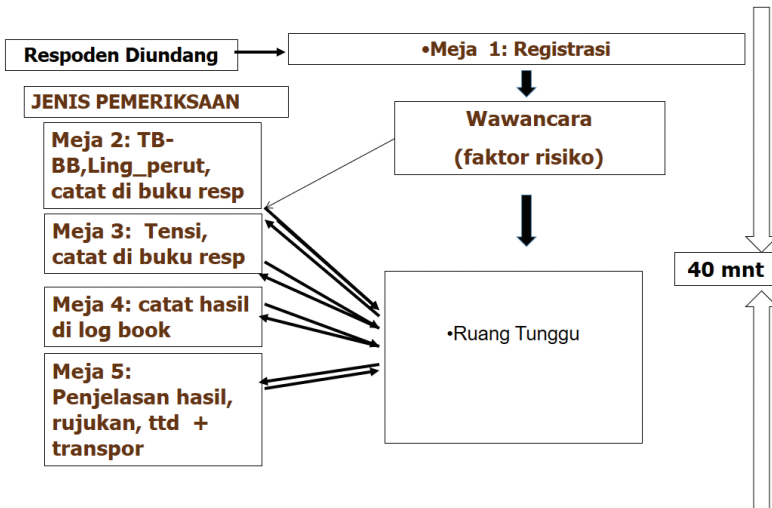 Respoden Diundang
•Meja 1: Registrasi
JENIS PEMERIKSAAN
Wawancara
(faktor risiko)
Meja 2: TB-
BB,Ling_perut,
catat di buku resp
Meja 3: Tensi,
catat di buku resp
40 mnt
Meja 4: catat hasil
di log book
•Ruang Tunggu
Meja 5:
Penjelasan hasil,
rujukan, ttd +
transpor